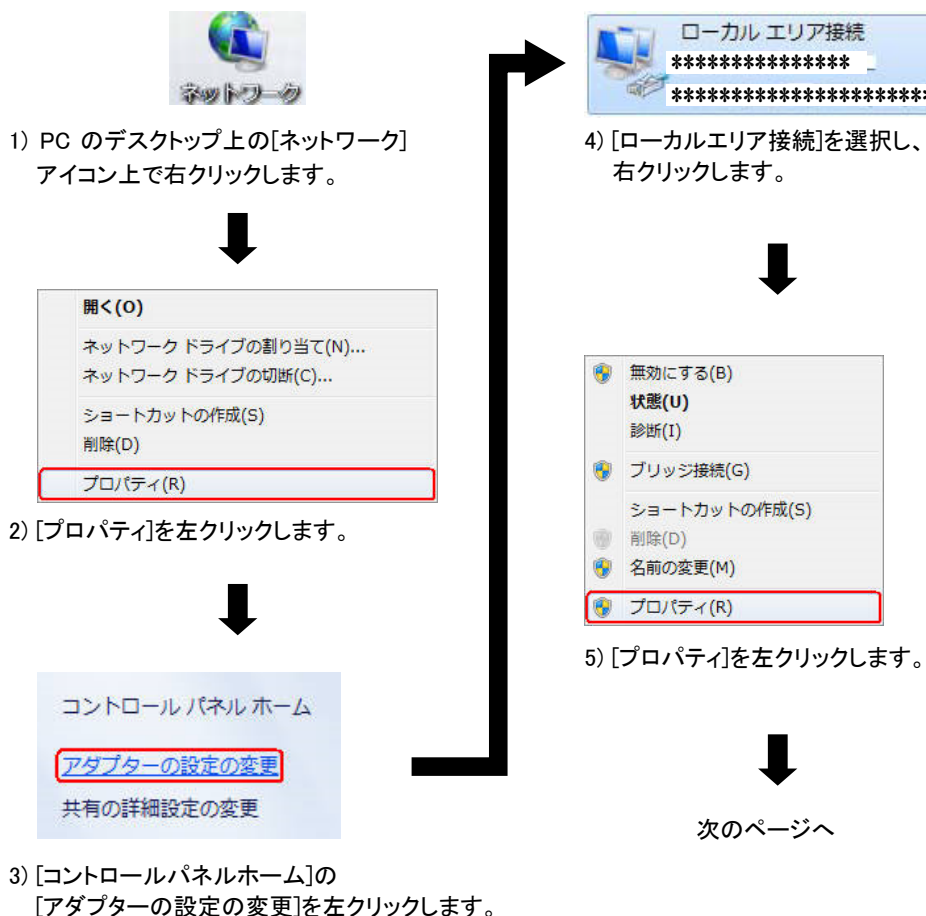 ネットワーク
1) PC のデスクトップ上の[ネットワーク]
アイコン上で右クリックします。
開く(O)
ネットワーク ドライブの割り当て(N)...
ネットワーク ドライブの切断(C)...
ショートカットの作成(S)
削除(D)
プロパティ(R)
2) [プロパティ]を左クリックします。
コントロール パネル ホーム
アダプターの設定の変更
共有の詳細設定の変更
3) [コントロールパネルホーム]の
[アダプターの設定の変更]を左クリックします。
ローカル エリア接続
***************
**********************
4) [ローカルエリア接続]を選択し、
右クリックします。
無効にする(B)
状態(U)
診断(I)
ブリッジ接続(G)
ショートカットの作成(S)
削除(D)
名前の変更(M)
プロパティ(R)
5) [プロパティ]を左クリックします。
次のページへ